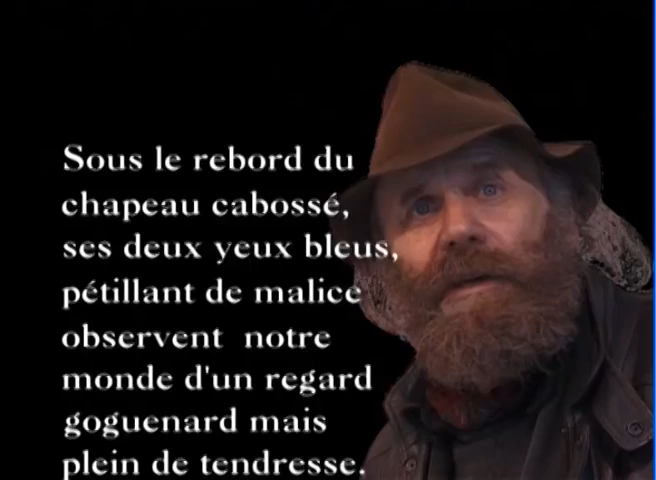 Sous le rebord du
chapeau cabossé,
ses deux yeux bleus,
pétillant de malice
observent notre
monde d'un regard
goguenard mais
plein de tendresse.